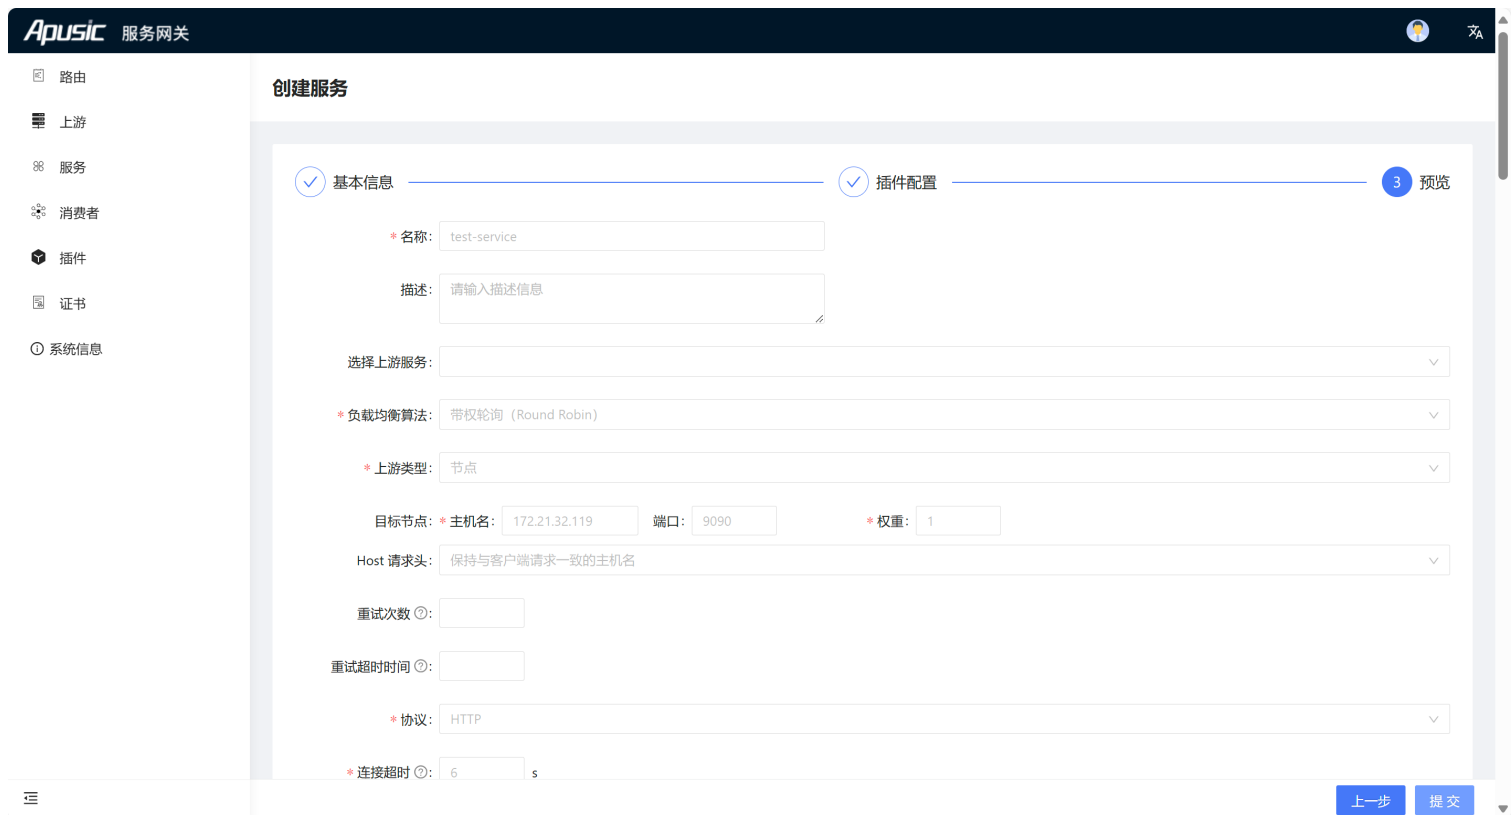 Apusic 服务网关
路由
上游
服务
消费者
插件
证书
系统信息
创建服务
基本信息
插件配置
3 预览
* 名称: test-service
描述: 请输入描述信息
选择上游服务:
* 负载均衡算法: 带权轮询（Round Robin）
* 上游类型: 节点
目标节点: * 主机名: 172.21.32.119 端口: 9090 * 权重: 1
Host 请求头: 保持与客户端请求一致的主机名
重试次数 ?:
重试超时时间 ?:
* 协议: HTTP
* 连接超时 ?: 6 s
上一步 提交